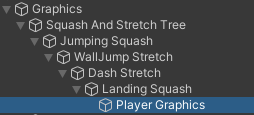 Graphics
Squash And Stretch Tree
Jumping Squash
WallJump Stretch
Dash Stretch
Landing Squash
Player Graphics